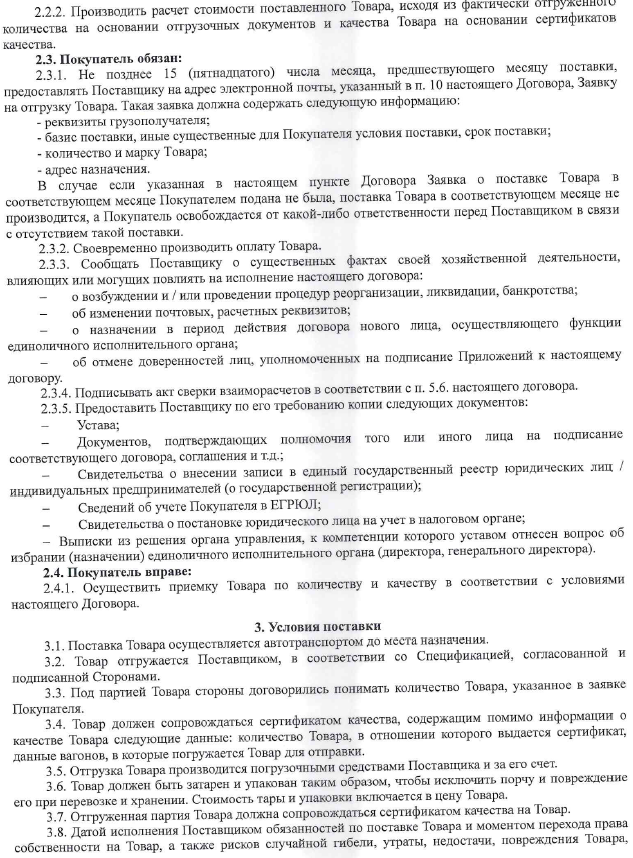 2.2.2. Производить расчет стоимости поставленного Товара, исходя из фактически отгруженного
количества на основании отгрузочных документов и качества Товара на основании сертификатов
качества.
2.3. Покупатель обязан:
2.3.1. Не позднее 15 (пятнадцатого) числа месяца, предшествующего месяцу поставки,
предоставлять Поставщику на адрес электронной почты, указанный в п. 10 настоящего Договора, Заявку
на отгрузку Товара. Такая заявка должна содержать следующую информацию:
- реквизиты грузополучателя;
- базис поставки, иные существенные для Покупателя условия поставки, срок поставки;
- количество и марку Товара;
- адрес назначения.
В случае если указанная в настоящем пункте Договора Заявка о поставке Товара в
соответствующем месяце Покупателем подана не была, поставка Товара в соответствующем месяце не
производится, а Покупатель освобождается от какой-либо ответственности перед Поставщиком в связи
с отсутствием такой поставки.
2.3.2. Своевременно производить оплату Товара.
2.3.3. Сообщать Поставщику о существенных фактах своей хозяйственной деятельности,
влияющих или могущих повлиять на исполнение настоящего договора:
– о возбуждении и / или проведении процедур реорганизации, ликвидации, банкротства;
– об изменении почтовых, расчетных реквизитов;
– о назначении в период действия договора нового лица, осуществляющего функции
единоличного исполнительного органа;
– об отмене доверенностей лиц, уполномоченных на подписание Приложений к настоящему
договору.
2.3.4. Подписывать акт сверки взаиморасчетов в соответствии с п. 5.6. настоящего договора.
2.3.5. Предоставить Поставщику по его требованию копии следующих документов:
– Устава;
– Документов, подтверждающих полномочия того или иного лица на подписание
соответствующего договора, соглашения и т.д.;
– Свидетельства о внесении записи в единый государственный реестр юридических лиц /
индивидуальных предпринимателей (о государственной регистрации);
– Сведений об учете Покупателя в ЕГРЮЛ;
– Свидетельства о постановке юридического лица на учет в налоговом органе;
– Выписки из решения органа управления, к компетенции которого уставом отнесен вопрос об
избрании (назначении) единоличного исполнительного органа (директора, генерального директора).
2.4. Покупатель вправе:
2.4.1. Осуществить приемку Товара по количеству и качеству в соответствии с условиями
настоящего Договора.
3. Условия поставки
3.1. Поставка Товара осуществляется автотранспортом до места назначения.
3.2. Товар отгружается Поставщиком, в соответствии со Спецификацией, согласованной и
подписанной Сторонами.
3.3. Под партией Товара стороны договорились понимать количество Товара, указанное в заявке
Покупателя.
3.4. Товар должен сопровождаться сертификатом качества, содержащим помимо информации о
качестве Товара следующие данные: количество Товара, в отношении которого выдается сертификат,
данные вагонов, в которые погружается Товар для отправки.
3.5. Отгрузка Товара производится погрузочными средствами Поставщика и за его счет.
3.6. Товар должен быть затарен и упакован таким образом, чтобы исключить порчу и повреждение
его при перевозке и хранении. Стоимость тары и упаковки включается в цену Товара.
3.7. Отгруженная партия Товара должна сопровождаться сертификатом качества на Товар.
3.8. Датой исполнения Поставщиком обязанностей по поставке Товара и моментом перехода права
собственности на Товар, а также рисков случайной гибели, утраты, недостачи, повреждения Товара,